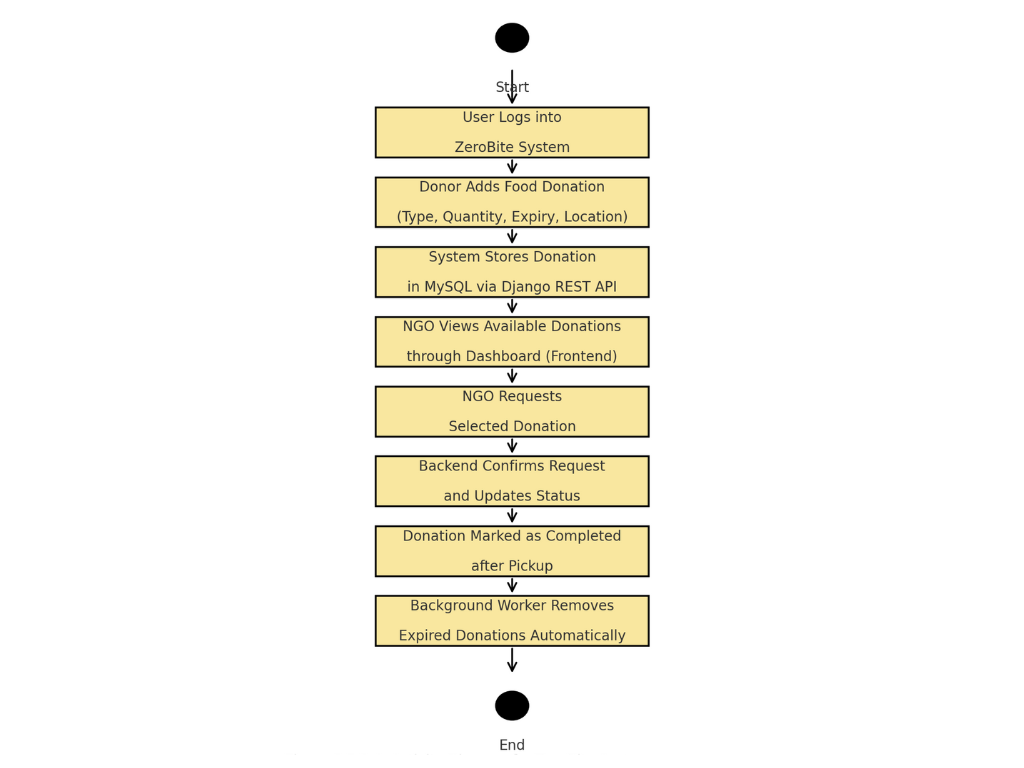 Start
User Logs into
ZeroBite System
Donor Adds Food Donation
(Type, Quantity, Expiry, Location)
System Stores Donation
in MySQL via Django REST API
NGO Views Available Donations
through Dashboard (Frontend)
NGO Requests
Selected Donation
Backend Confirms Request
and Updates Status
Donation Marked as Completed
after Pickup
Background Worker Removes
Expired Donations Automatically
End